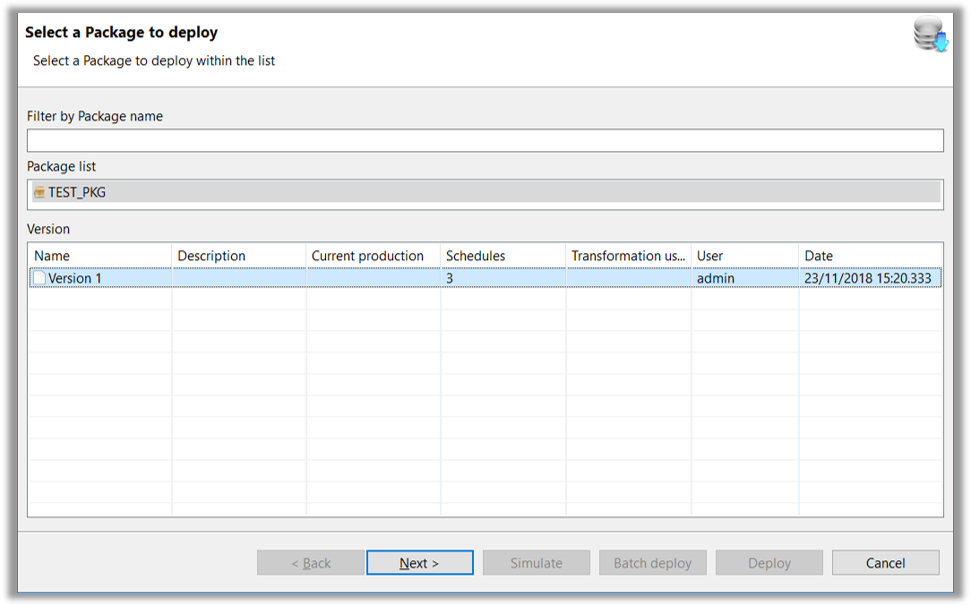 Select a Package to deploy
Select a Package to deploy within the list
Filter by Package name
Package list
TEST_PKG
Version
Name Description Current production Schedules Transformation us... User Date
Version 1 3 admin 23/11/2018 15:20.333
< Back Next > Simulate Batch deploy Deploy Cancel